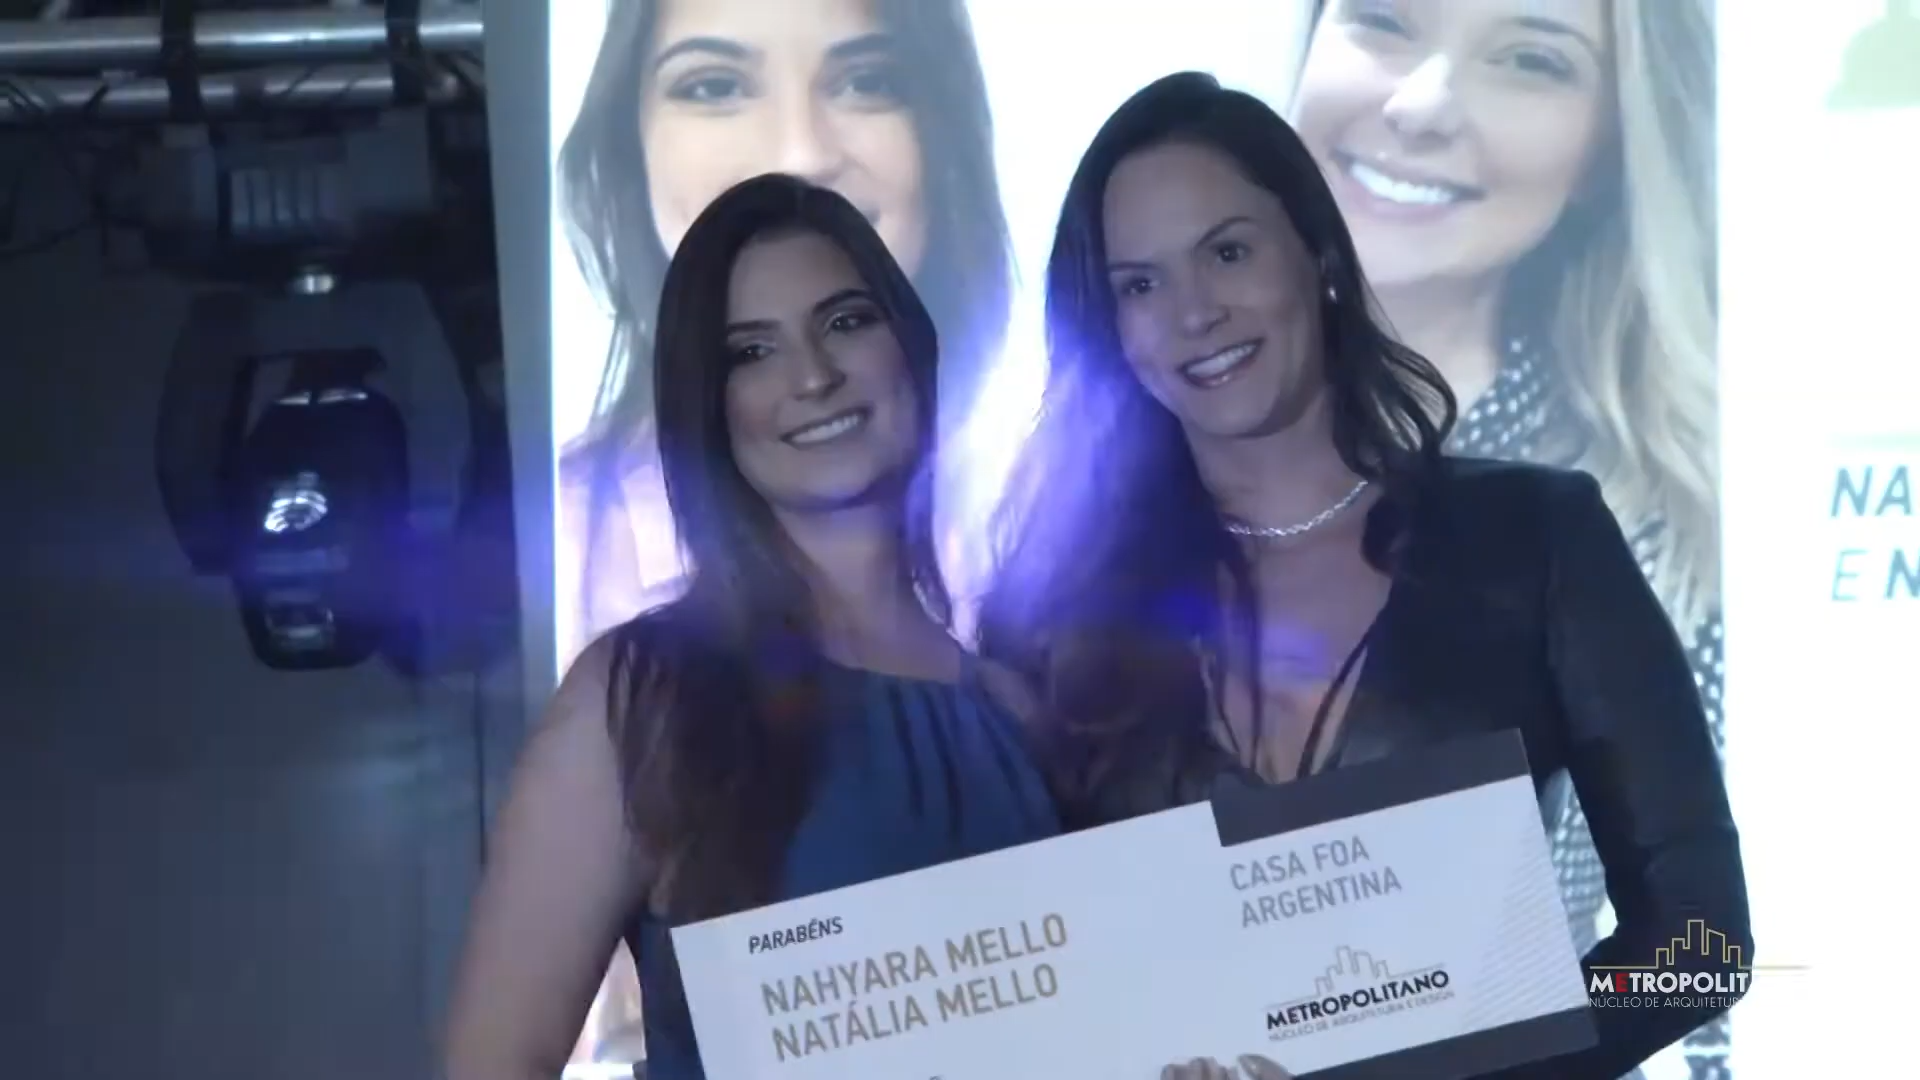 NA
E N
PARABÉNS
NAHYARA MELLO
NATÁLIA MELLO
CASA FOA
ARGENTINA
METROPOLITANO
NÚCLEO DE ARQUITETURA E DESIGN
METROPOLIT
NÚCLEO DE ARQUITETUR